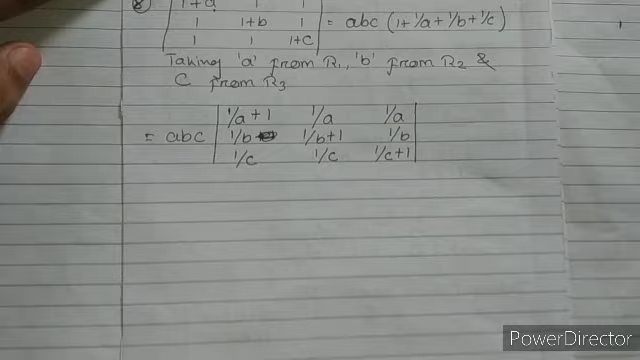 ⑧ | 1+a 1 1 |
| 1 1+b 1 | = abc (1+1/a+1/b+1/c)
| 1 1 1+c |
Taking 'a' from R1, 'b' from R2 &
C from R3
= abc | 1/a+1 1/a 1/a |
| 1/b 1/b+1 1/b |
| 1/c 1/c 1/c+1 |
PowerDirector